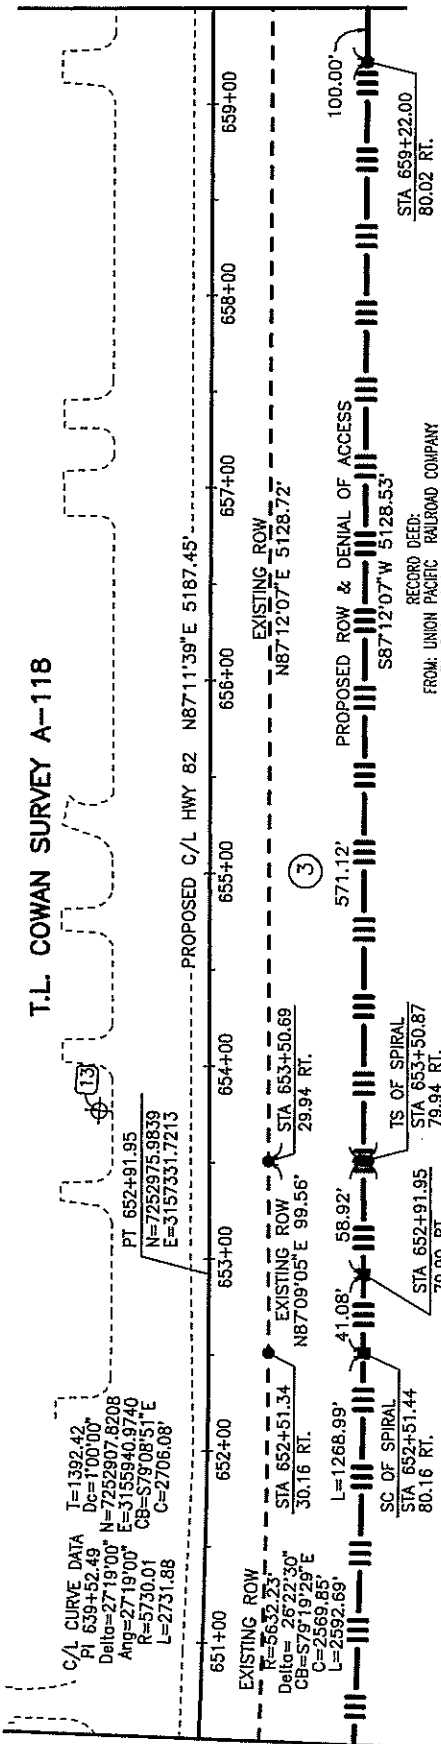 T.L. COWAN SURVEY A-118
C/L CURVE DATA
PI 639+52.49
Delta=27°19'00"
Ang=27°19'00"
R=5730.01
L=2731.88
T=1392.42
Dc=1°00'00"
N=7252907.8208
E=3155940.9740
CB=S79°08'51"E
C=2706.08'
13
PT 652+91.95
N=7252975.9839
E=3157331.7213
PROPOSED C/L HWY 82 N87°11'39"E 5187.45'
651+00
652+00
653+00
654+00
655+00
656+00
657+00
658+00
659+00
EXISTING ROW
R=5632.23'
Delta= 26°22'30"
CB=S79°19'29"E
C=2569.85'
L=2592.69'
STA 652+51.34
30.16 RT.
EXISTING ROW
N87°09'05"E 99.56'
STA 653+50.69
29.94 RT.
3
EXISTING ROW
N87°12'07"E 5128.72'
L=1268.99'
41.08'
58.92'
571.12'
PROPOSED ROW & DENIAL OF ACCESS
S87°12'07"W 5128.53'
100.00'
SC OF SPIRAL
STA 652+51.44
80.16 RT.
STA 652+91.95
TS OF SPIRAL
STA 653+50.87
79.94 RT.
RECORD DEED:
FROM: UNION PACIFIC RAILROAD COMPANY
STA 659+22.00
80.02 RT.